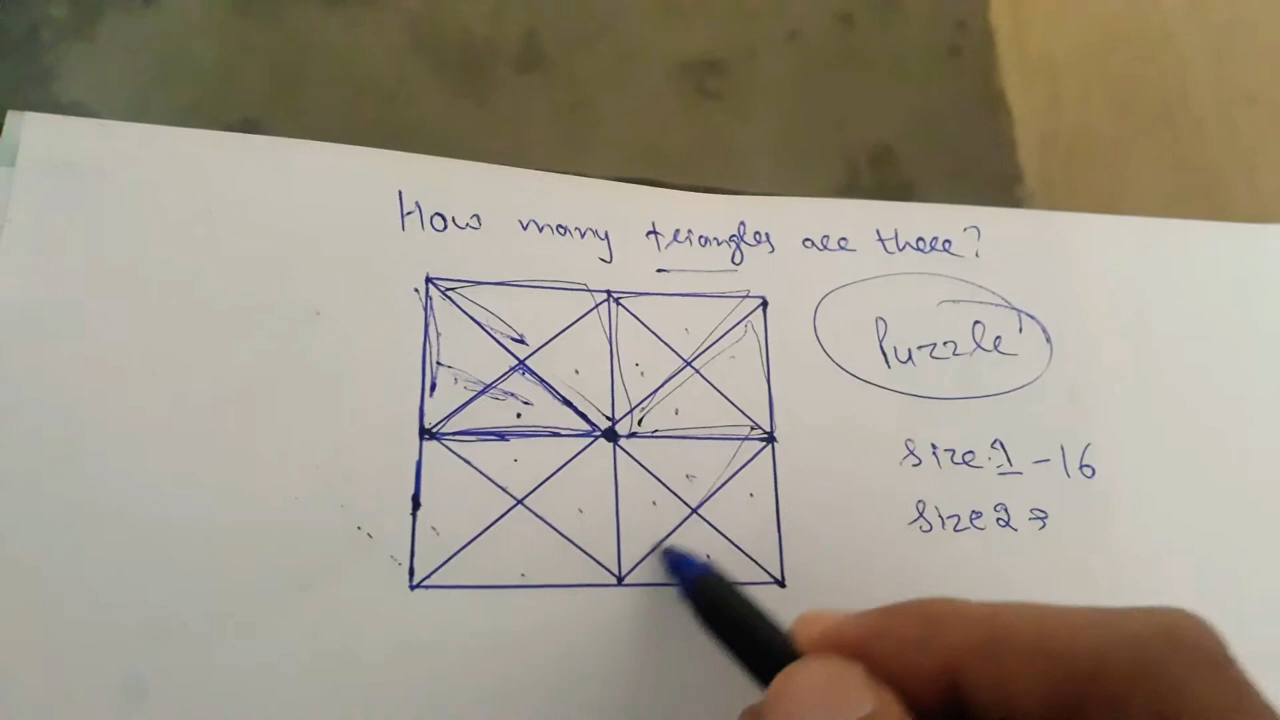 How many triangles are there?
Puzzle
Size 1 - 16
Size 2 →